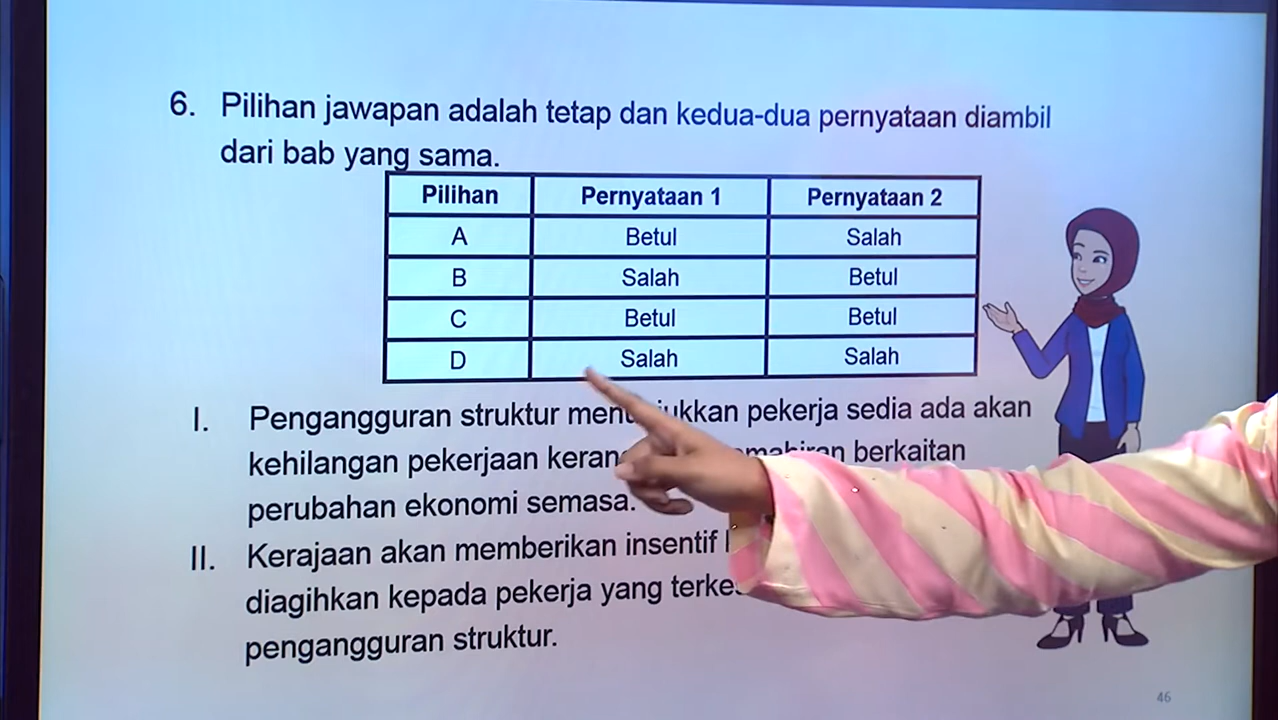 6. Pilihan jawapan adalah tetap dan kedua-dua pernyataan diambil
dari bab yang sama.
Pilihan Pernyataan 1 Pernyataan 2
A Betul Salah
B Salah Betul
C Betul Betul
D Salah Salah
I. Pengangguran struktur menunjukkan pekerja sedia ada akan
kehilangan pekerjaan berkaitan
perubahan ekonomi semasa.
II. Kerajaan akan memberikan insentif
diagihkan kepada pekerja yang
pengangguran struktur.
46